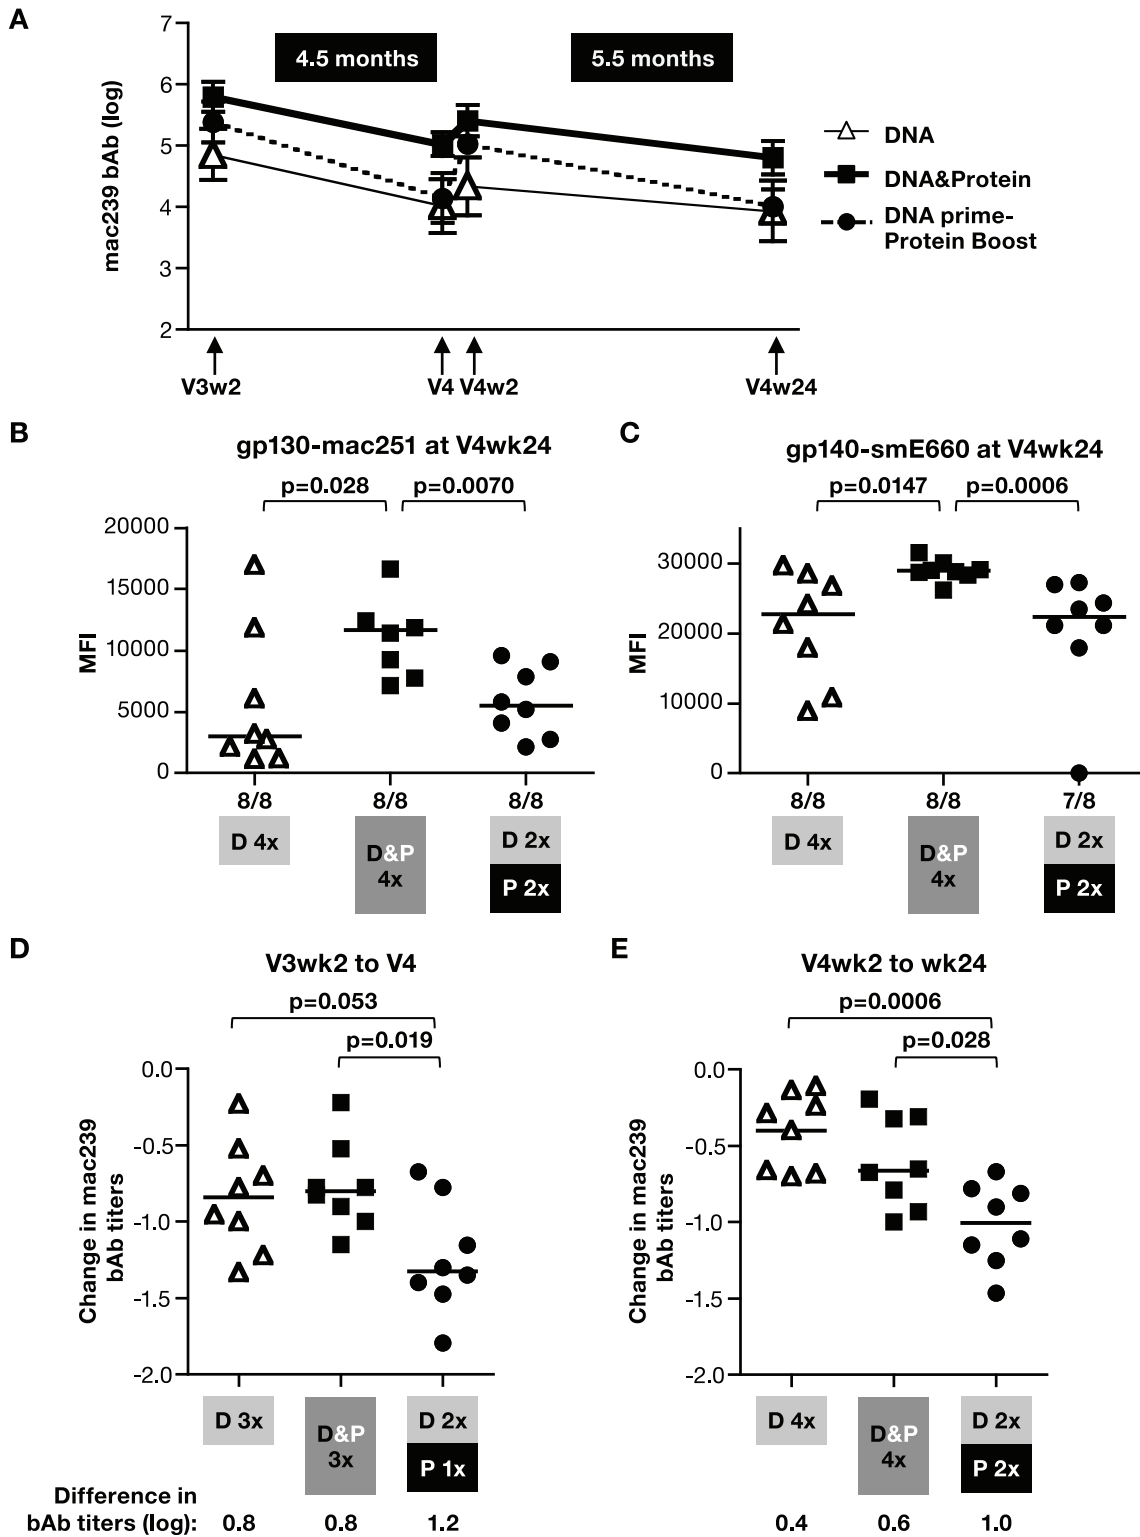 A
7
6
5
4
3
2
mac239 bAb (log)
4.5 months
5.5 months
DNA
DNA&Protein
DNA prime-
Protein Boost
V3w2
V4
V4w2
V4w24
B
gp130-mac251 at V4wk24
p=0.028
p=0.0070
20000
15000
10000
5000
0
MFI
8/8
8/8
8/8
D 4x
D&P
4x
D 2x
P 2x
C
gp140-smE660 at V4wk24
p=0.0147
p=0.0006
30000
20000
10000
0
MFI
8/8
8/8
7/8
D 4x
D&P
4x
D 2x
P 2x
D
V3wk2 to V4
p=0.053
p=0.019
0.0
-0.5
-1.0
-1.5
-2.0
Change in mac239
bAb titers
D 3x
D&P
3x
D 2x
P 1x
Difference in
bAb titers (log): 0.8 0.8 1.2
E
V4wk2 to wk24
p=0.0006
p=0.028
0.0
-0.5
-1.0
-1.5
-2.0
Change in mac239
bAb titers
D 4x
D&P
4x
D 2x
P 2x
0.4 0.6 1.0